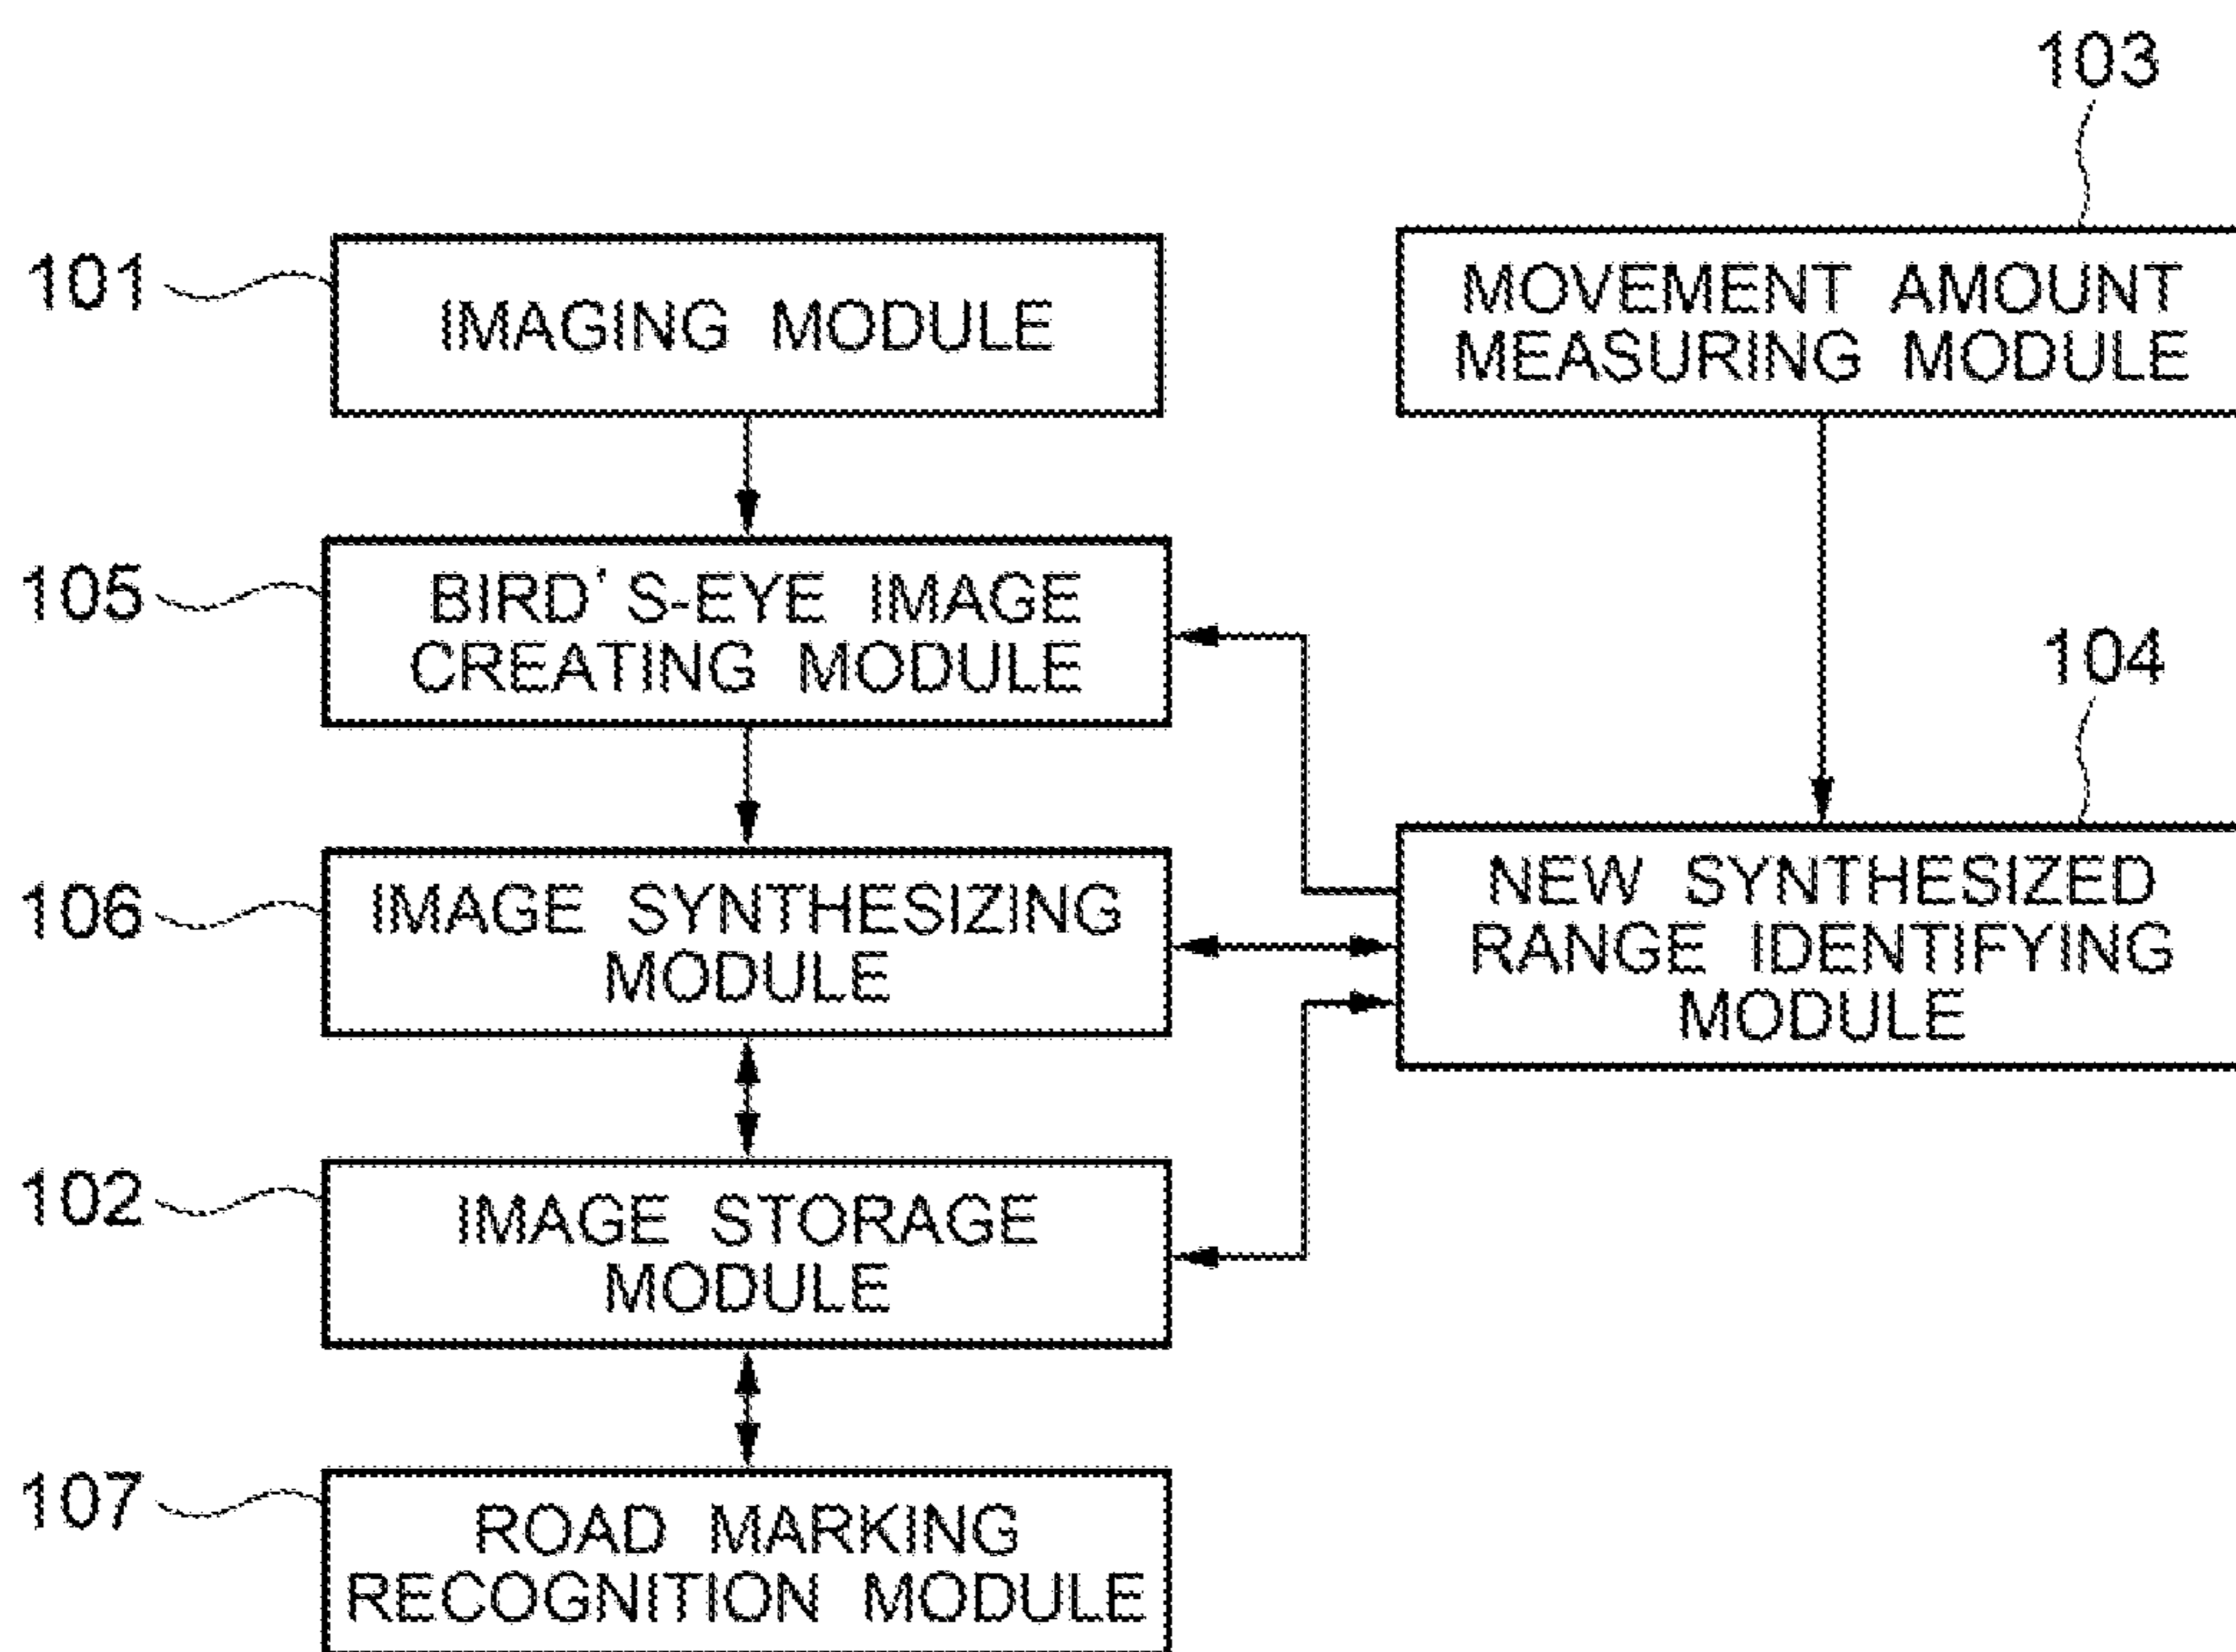 103
101
IMAGING MODULE
MOVEMENT AMOUNT
MEASURING MODULE
105
BIRD'S-EYE IMAGE
CREATING MODULE
104
106
IMAGE SYNTHESIZING
MODULE
NEW SYNTHESIZED
RANGE IDENTIFYING
MODULE
102
IMAGE STORAGE
MODULE
107
ROAD MARKING
RECOGNITION MODULE